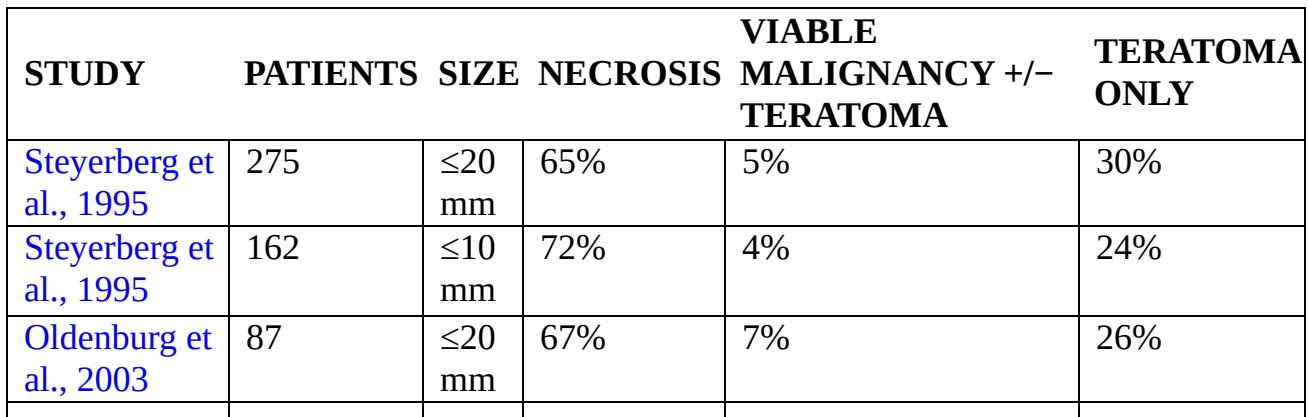 STUDY PATIENTS SIZE NECROSIS VIABLE MALIGNANCY +/− TERATOMA TERATOMA ONLY
Steyerberg et al., 1995 275 ≤20 mm 65% 5% 30%
Steyerberg et al., 1995 162 ≤10 mm 72% 4% 24%
Oldenburg et al., 2003 87 ≤20 mm 67% 7% 26%